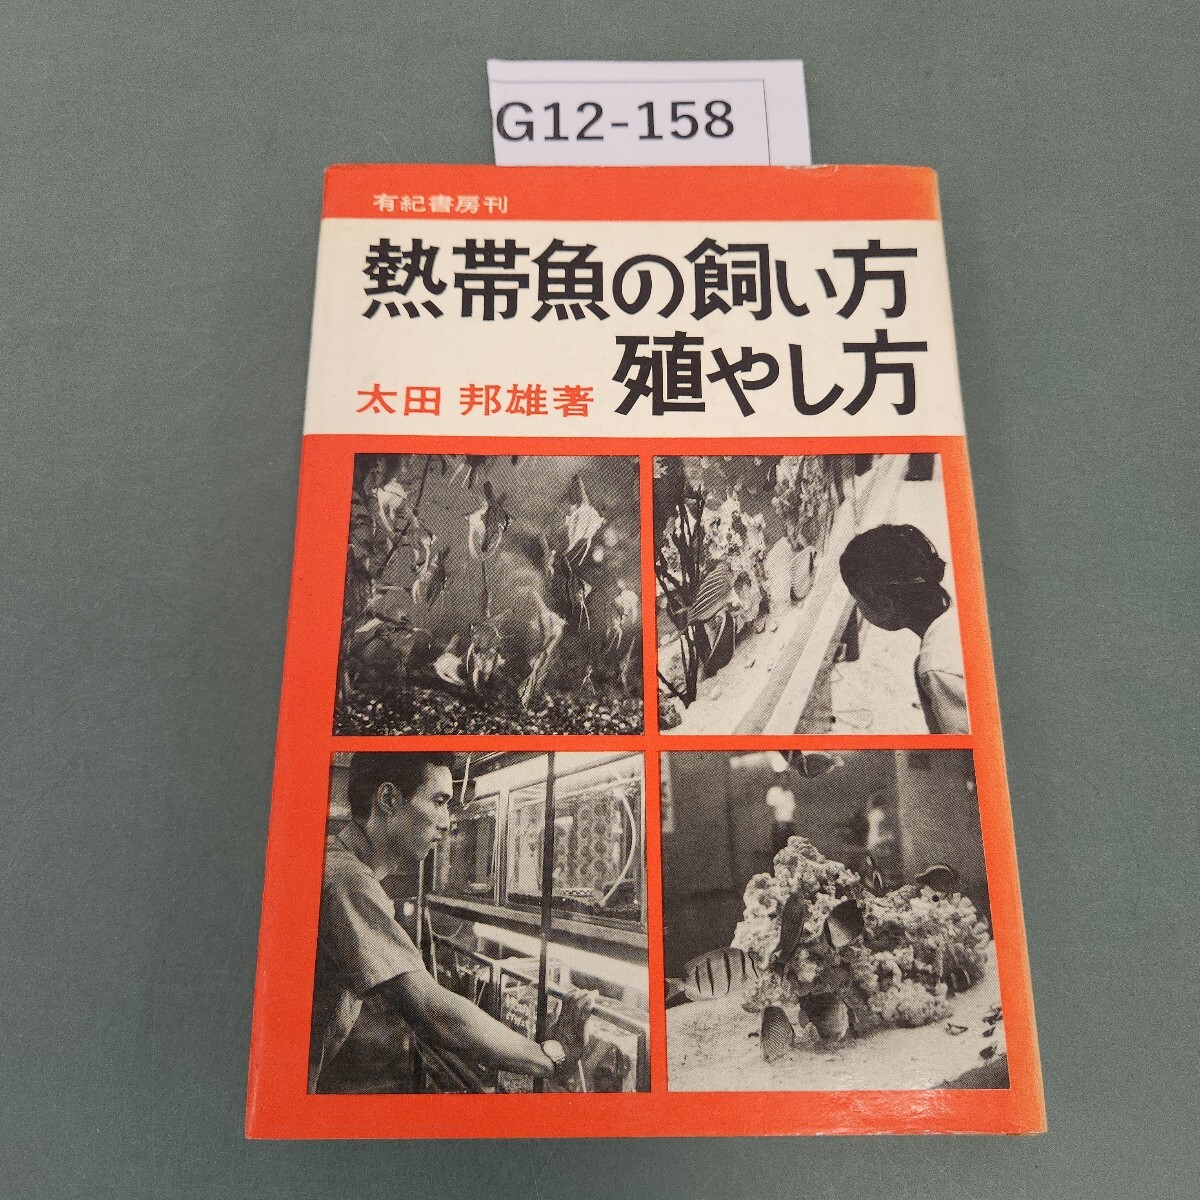 G12-158
有紀書房刊
熱帯魚の飼い方
殖やし方
太田 邦雄著